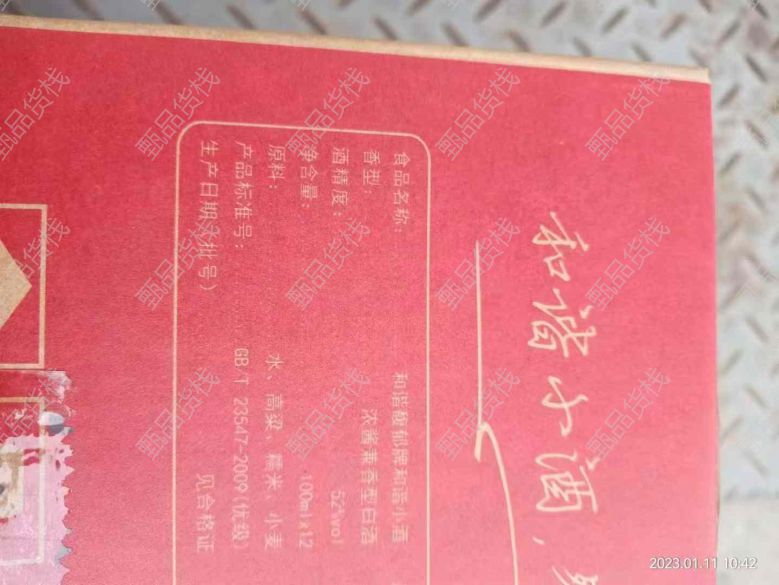 和谐小酒,
食品名称： 和谐馥郁牌和谐小酒
香型： 浓酱兼香型白酒
酒精度： 52%vol
净含量： 100ml×12
原料： 水、高粱、糯米、小麦
产品标准号： GB/T 23547-2009(优级)
生产日期(批号) 见合格证
甄品货栈
2023.01.11 10:42